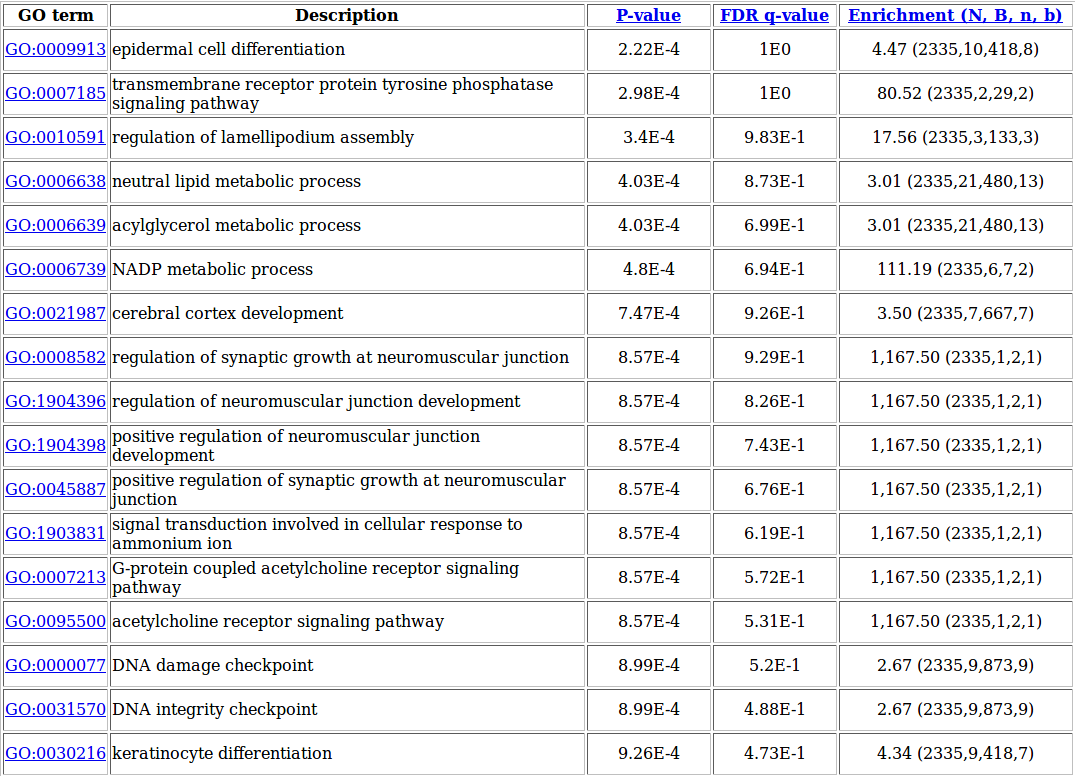 GO term Description P-value FDR q-value Enrichment (N, B, n, b)
GO:0009913 epidermal cell differentiation 2.22E-4 1E0 4.47 (2335,10,418,8)
GO:0007185 transmembrane receptor protein tyrosine phosphatase signaling pathway 2.98E-4 1E0 80.52 (2335,2,29,2)
GO:0010591 regulation of lamellipodium assembly 3.4E-4 9.83E-1 17.56 (2335,3,133,3)
GO:0006638 neutral lipid metabolic process 4.03E-4 8.73E-1 3.01 (2335,21,480,13)
GO:0006639 acylglycerol metabolic process 4.03E-4 6.99E-1 3.01 (2335,21,480,13)
GO:0006739 NADP metabolic process 4.8E-4 6.94E-1 111.19 (2335,6,7,2)
GO:0021987 cerebral cortex development 7.47E-4 9.26E-1 3.50 (2335,7,667,7)
GO:0008582 regulation of synaptic growth at neuromuscular junction 8.57E-4 9.29E-1 1,167.50 (2335,1,2,1)
GO:1904396 regulation of neuromuscular junction development 8.57E-4 8.26E-1 1,167.50 (2335,1,2,1)
GO:1904398 positive regulation of neuromuscular junction development 8.57E-4 7.43E-1 1,167.50 (2335,1,2,1)
GO:0045887 positive regulation of synaptic growth at neuromuscular junction 8.57E-4 6.76E-1 1,167.50 (2335,1,2,1)
GO:1903831 signal transduction involved in cellular response to ammonium ion 8.57E-4 6.19E-1 1,167.50 (2335,1,2,1)
GO:0007213 G-protein coupled acetylcholine receptor signaling pathway 8.57E-4 5.72E-1 1,167.50 (2335,1,2,1)
GO:0095500 acetylcholine receptor signaling pathway 8.57E-4 5.31E-1 1,167.50 (2335,1,2,1)
GO:0000077 DNA damage checkpoint 8.99E-4 5.2E-1 2.67 (2335,9,873,9)
GO:0031570 DNA integrity checkpoint 8.99E-4 4.88E-1 2.67 (2335,9,873,9)
GO:0030216 keratinocyte differentiation 9.26E-4 4.73E-1 4.34 (2335,9,418,7)